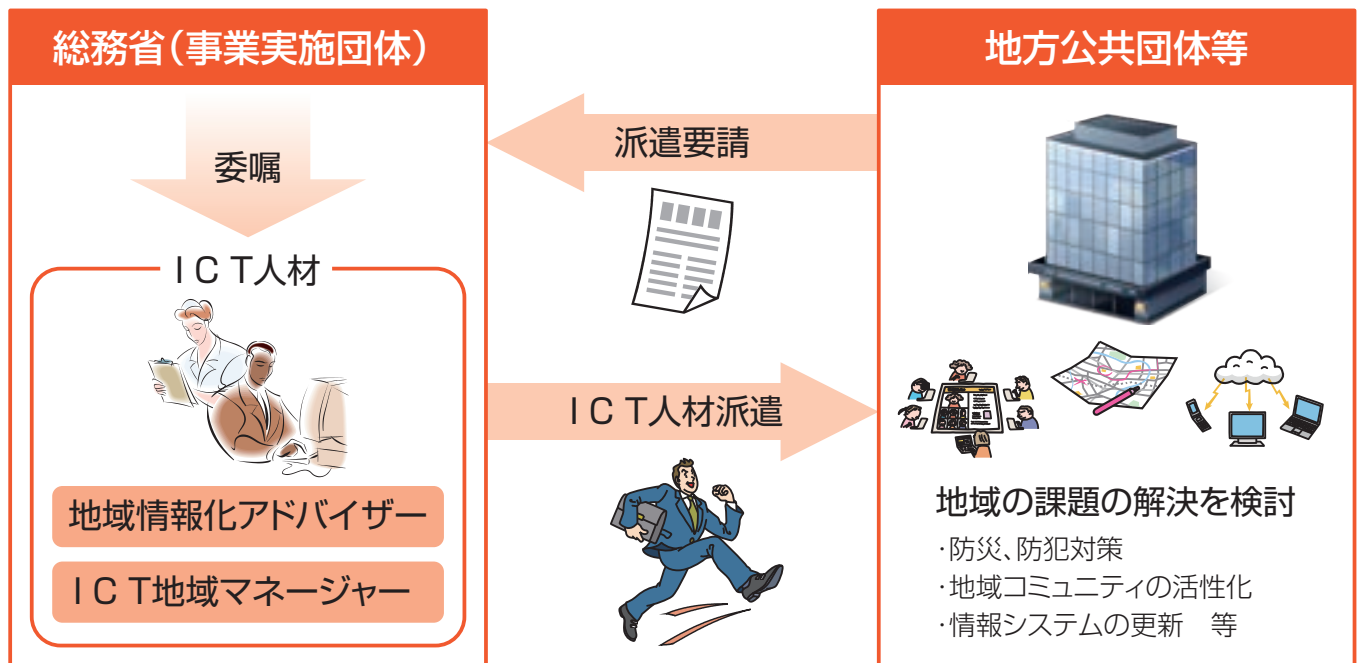 総務省（事業実施団体）
委嘱
ＩＣＴ人材
地域情報化アドバイザー
ＩＣＴ地域マネージャー
派遣要請
ＩＣＴ人材派遣
地方公共団体等
地域の課題の解決を検討
・防災、防犯対策
・地域コミュニティの活性化
・情報システムの更新　等